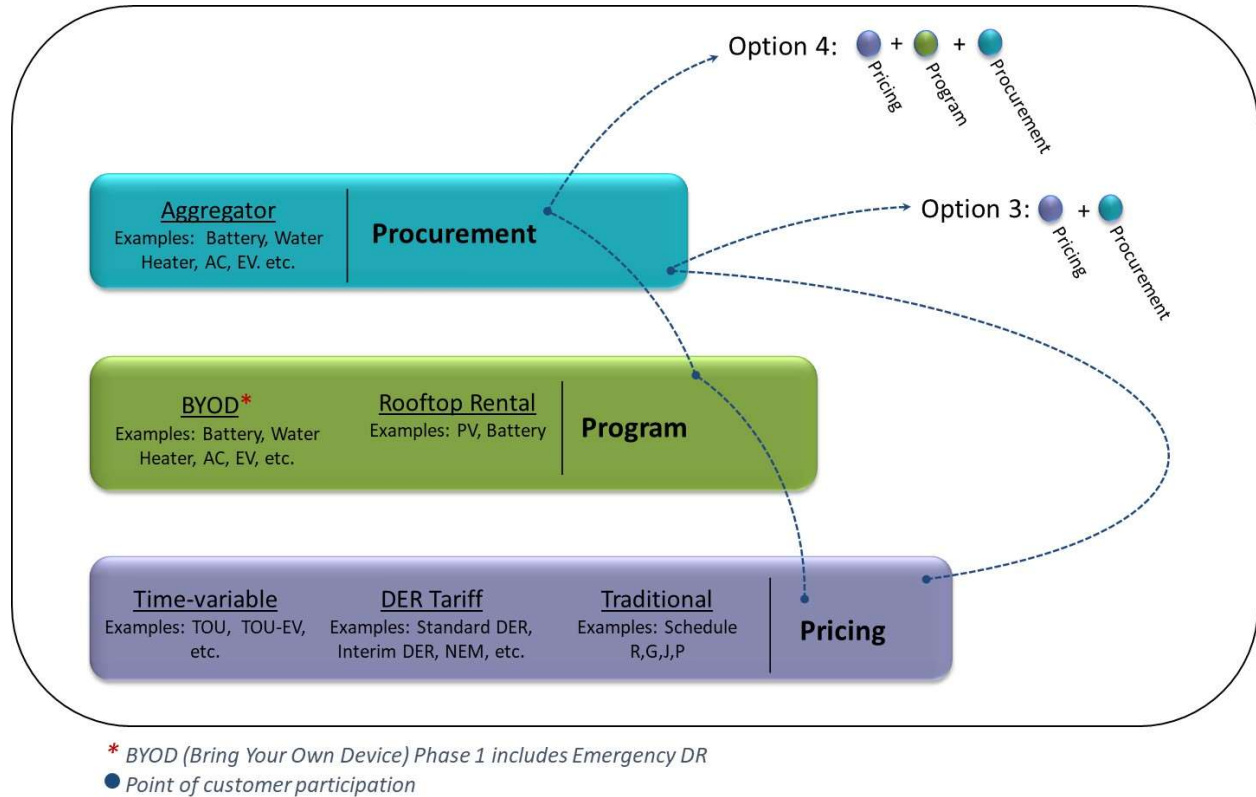 Option 4:
+
+
Pricing
Program
Procurement
Option 3:
+
Pricing
Procurement
Aggregator
Examples: Battery, Water
Heater, AC, EV. etc.
Procurement
BYOD*
Examples: Battery, Water
Heater, AC, EV, etc.
Rooftop Rental
Examples: PV, Battery
Program
Time-variable
Examples: TOU, TOU-EV,
etc.
DER Tariff
Examples: Standard DER,
Interim DER, NEM, etc.
Traditional
Examples: Schedule
R,G,J,P
Pricing
* BYOD (Bring Your Own Device) Phase 1 includes Emergency DR
Point of customer participation